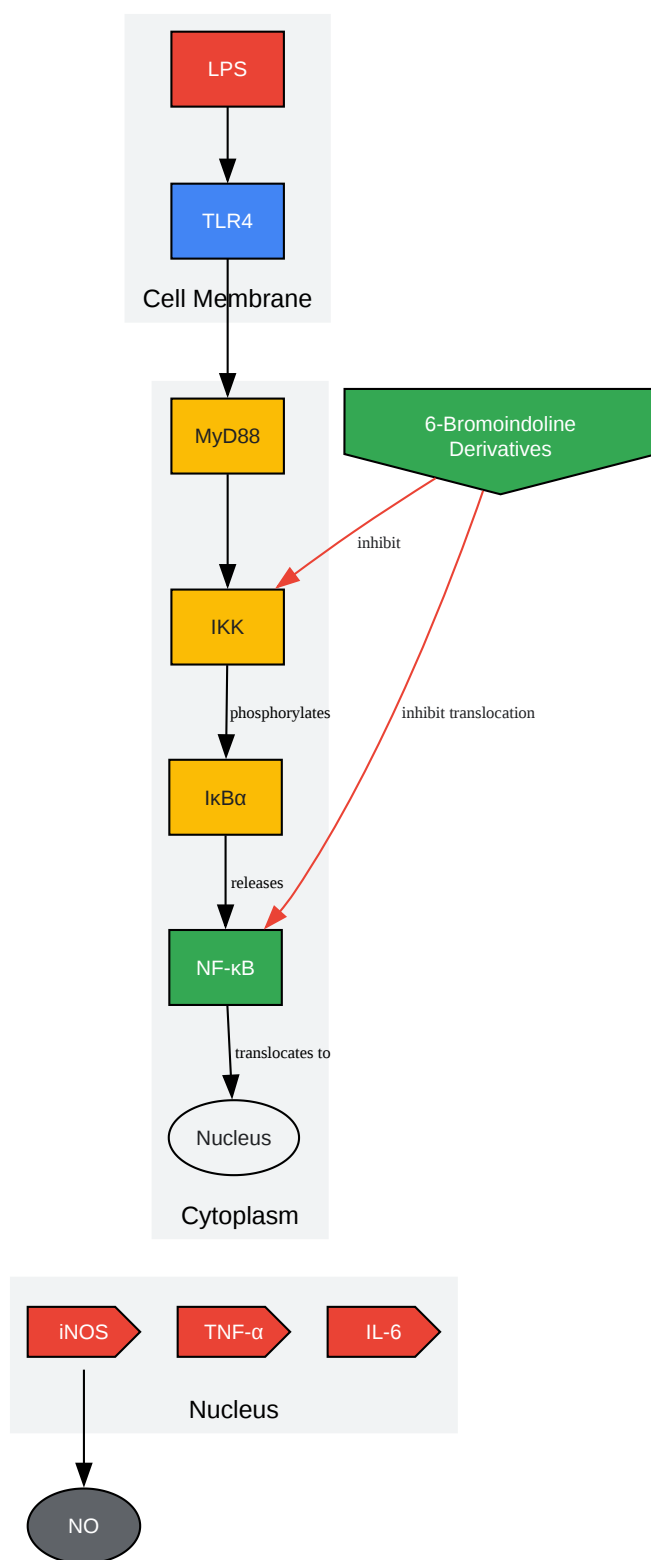 LPS
TLR4
Cell Membrane
MyD88
6-Bromoindoline
Derivatives
inhibit
IKK
phosphorylates
inhibit translocation
IκBα
releases
NF-κB
translocates to
Nucleus
Cytoplasm
iNOS
TNF-α
IL-6
Nucleus
NO